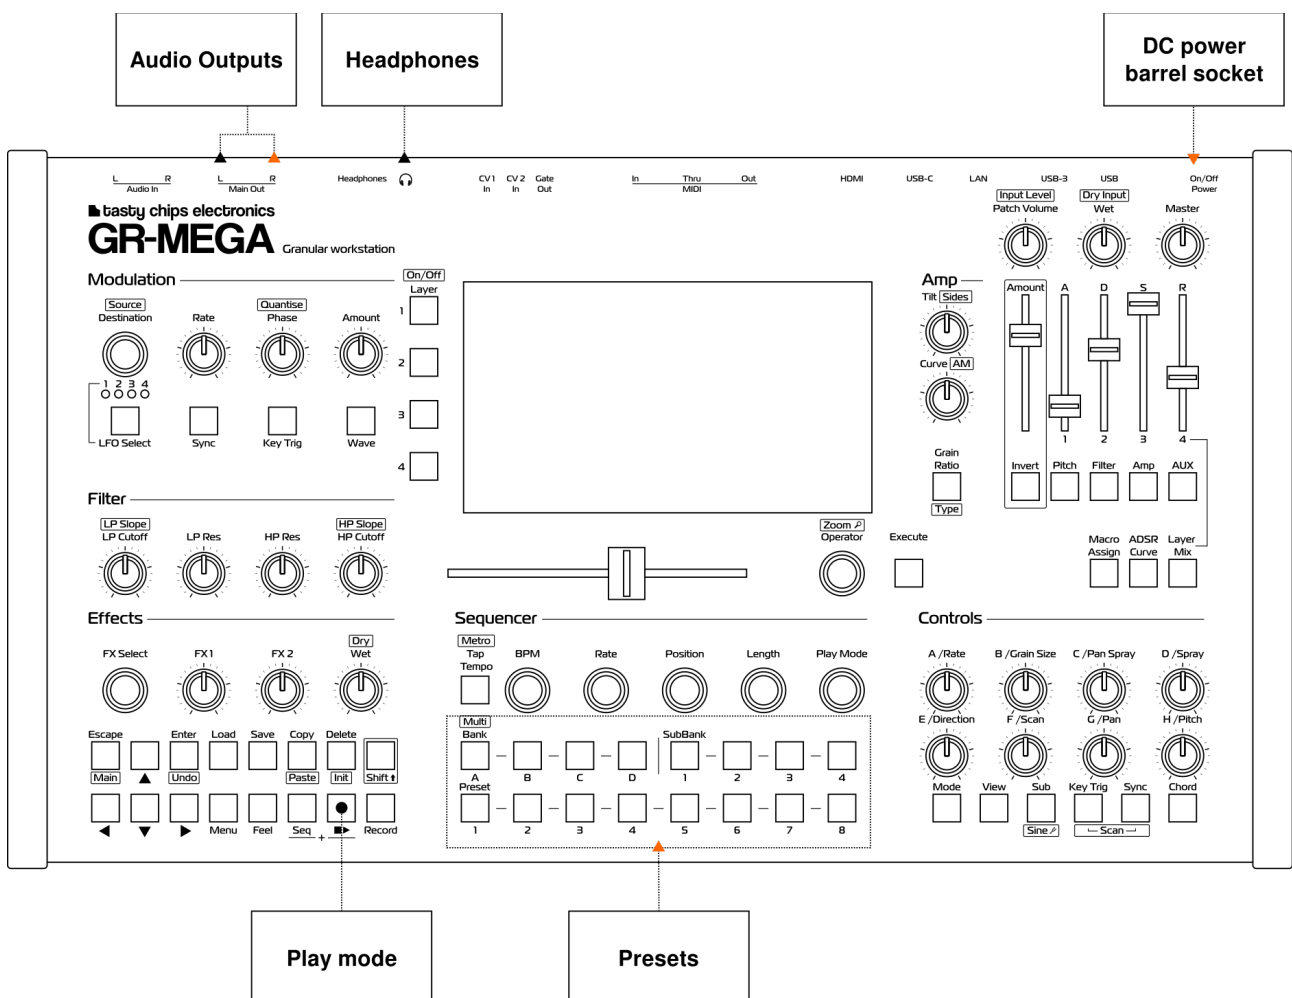 Audio Outputs
Headphones
DC power
barrel socket
L R
Audio In
L R
Main Out
Headphones
CV 1 CV 2 Gate
In In Out
In Thru Out
MIDI
HDMI
USB-C
LAN
USB-3
USB
On/Off
Power
tasty chips electronics
GR-MEGA Granular workstation
Input Level
Patch Volume
Dry Input
Wet
Master
Modulation
On/Off
Layer
Source
Destination
Rate
Quantise
Phase
Amount
1
2
3
4
1 2 3 4
LFO Select
Sync
Key Trig
Wave
Amp
Tilt Sides
Curve AM
Amount A D S R
1 2 3 4
Grain
Ratio
Type
Invert Pitch Filter Amp AUX
Filter
LP Slope
LP Cutoff
LP Res
HP Res
HP Slope
HP Cutoff
Zoom
Operator
Execute
Macro
Assign
ADSR
Curve
Layer
Mix
Effects
FX Select
FX 1
FX 2
Dry
Wet
Sequencer
Metro
Tap
Tempo
BPM
Rate
Position
Length
Play Mode
Controls
A /Rate
B /Grain Size
C /Pan Spray
D /Spray
E /Direction
F /Scan
G /Pan
H /Pitch
Escape Enter Load Save Copy Delete
Main Undo Paste Init Shift
Menu Feel Seq + Record
Multi
Bank
SubBank
A B C D 1 2 3 4
Preset
1 2 3 4 5 6 7 8
Mode View Sub Key Trig Sync Chord
Sine
Scan
Play mode
Presets